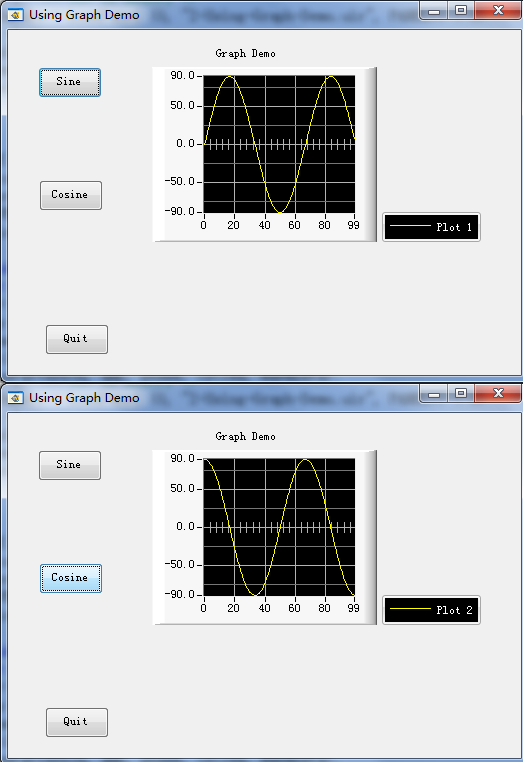 Using Graph Demo
Graph Demo
Sine
90.0
50.0
0.0
-50.0
-90.0
0 20 40 60 80 99
Cosine
Plot 1
Quit
Using Graph Demo
Graph Demo
Sine
90.0
50.0
0.0
-50.0
-90.0
0 20 40 60 80 99
Cosine
Plot 2
Quit